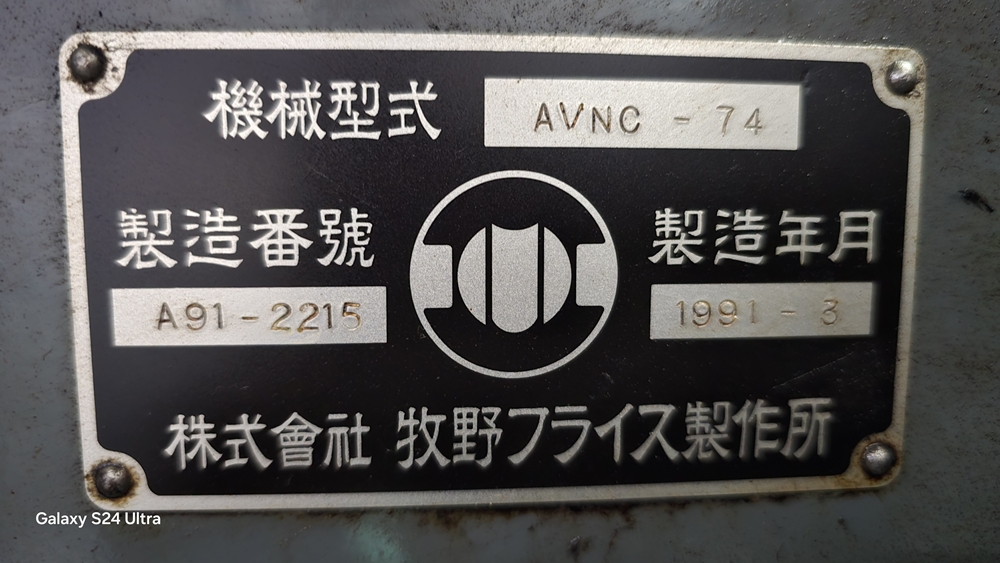 機械型式 AVNC - 74
製造番號
A91-2215
製造年月
1991 - 3
株式會社 牧野フライス製作所
Galaxy S24 Ultra